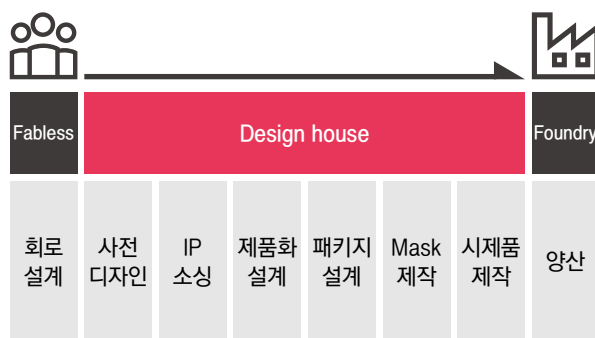 Fabless
Design house
Foundry
회로
설계
사전
디자인
IP
소싱
제품화
설계
패키지
설계
Mask
제작
시제품
제작
양산